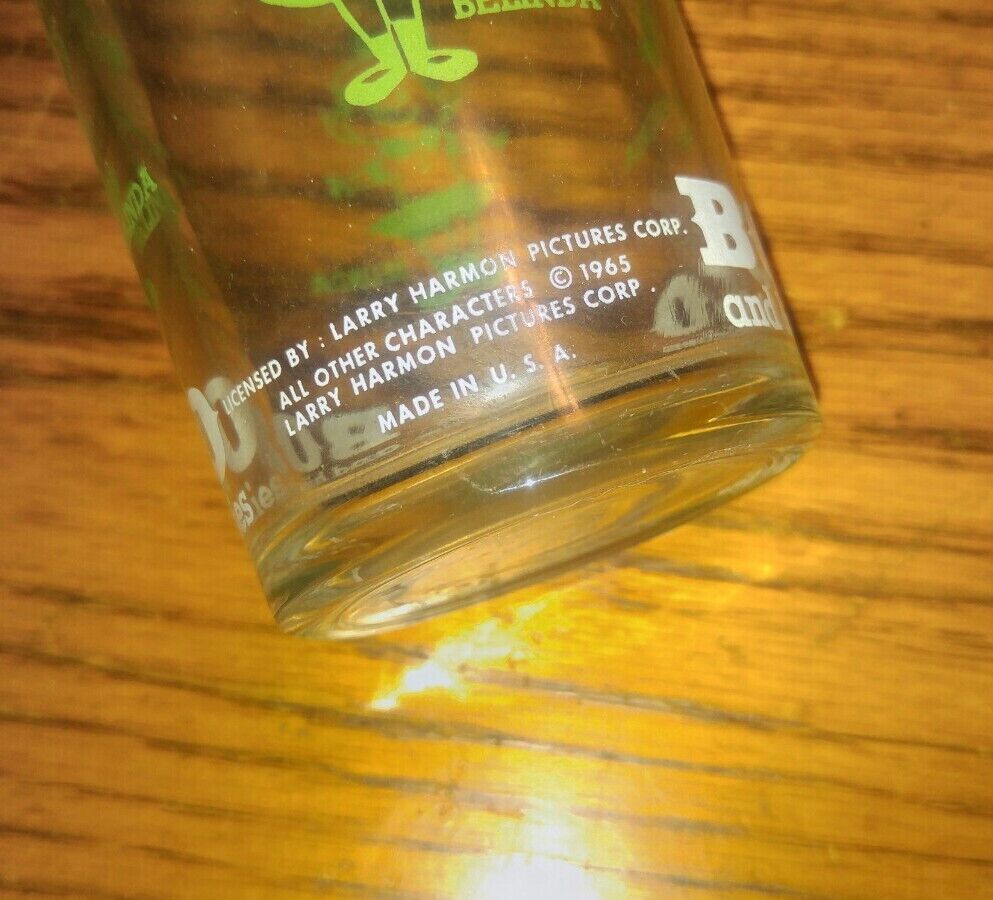 BELINDA
LICENSED BY : LARRY HARMON PICTURES CORP.
ALL OTHER CHARACTERS © 1965
LARRY HARMON PICTURES CORP .
MADE IN U. S. A.
B
and